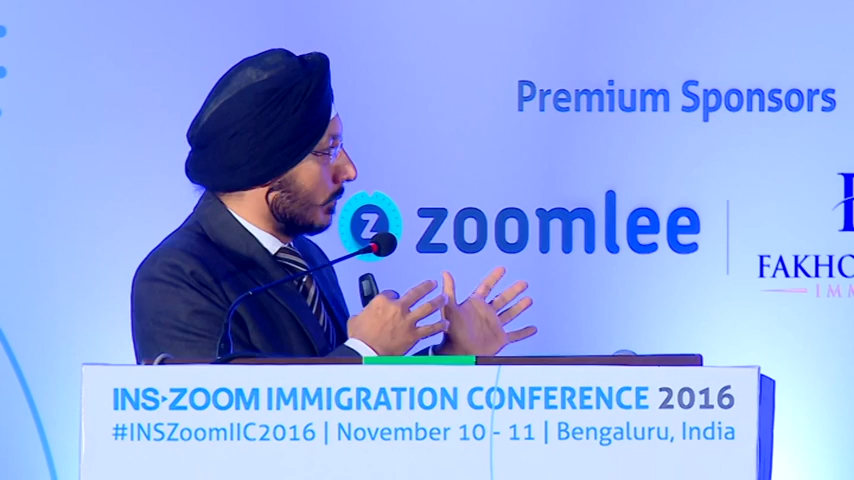 Premium Sponsors
Z zoomlee
INS▸ZOOM IMMIGRATION CONFERENCE 2016
#INSZoomIIC2016 | November 10 - 11 | Bengaluru, India